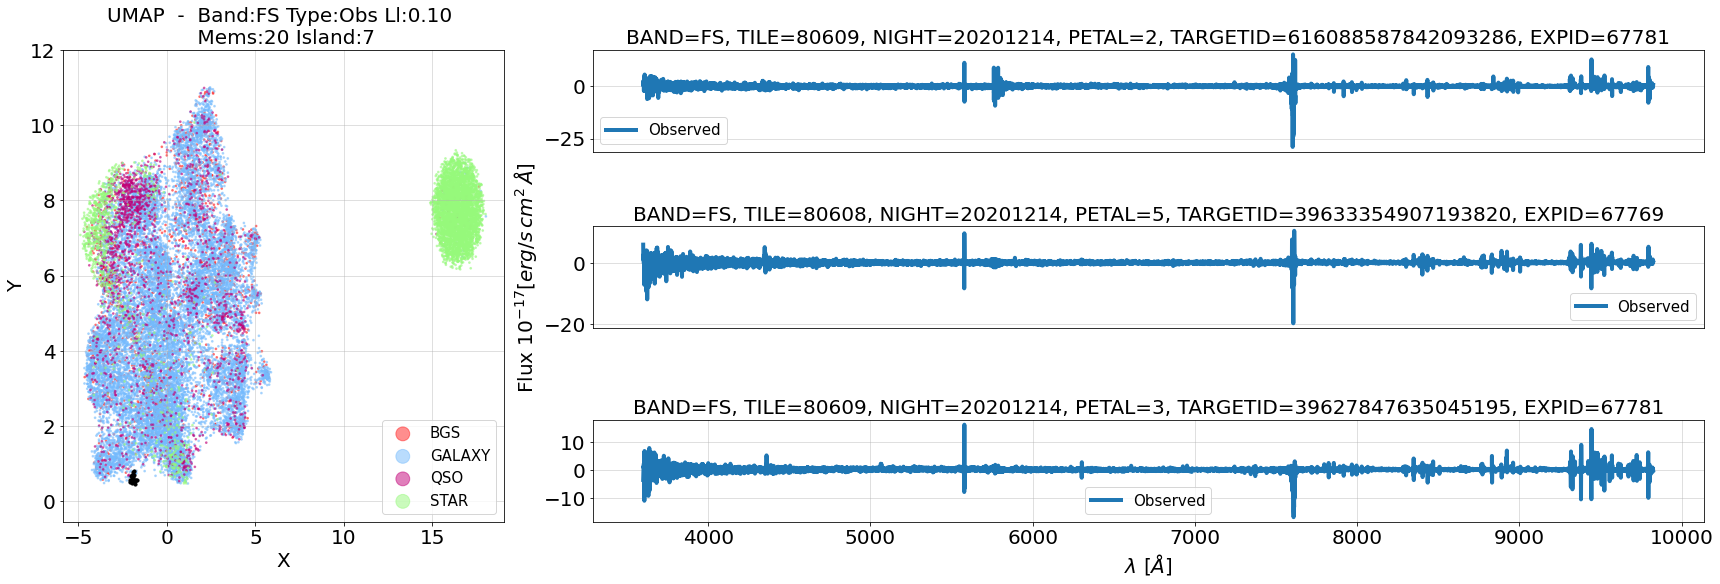 UMAP - Band:FS Type:Obs Ll:0.10
Mems:20 Island:7
12
10
8
6
4
2
0
Y
−5
0
5
10
15
X
BGS
GALAXY
QSO
STAR
Flux 10^{-17}[erg/s cm^2 Å]
BAND=FS, TILE=80609, NIGHT=20201214, PETAL=2, TARGETID=616088587842093286, EXPID=67781
0
−25
Observed
BAND=FS, TILE=80608, NIGHT=20201214, PETAL=5, TARGETID=39633354907193820, EXPID=67769
0
−20
Observed
BAND=FS, TILE=80609, NIGHT=20201214, PETAL=3, TARGETID=39627847635045195, EXPID=67781
10
0
−10
Observed
4000
5000
6000
7000
8000
9000
10000
λ [Å]